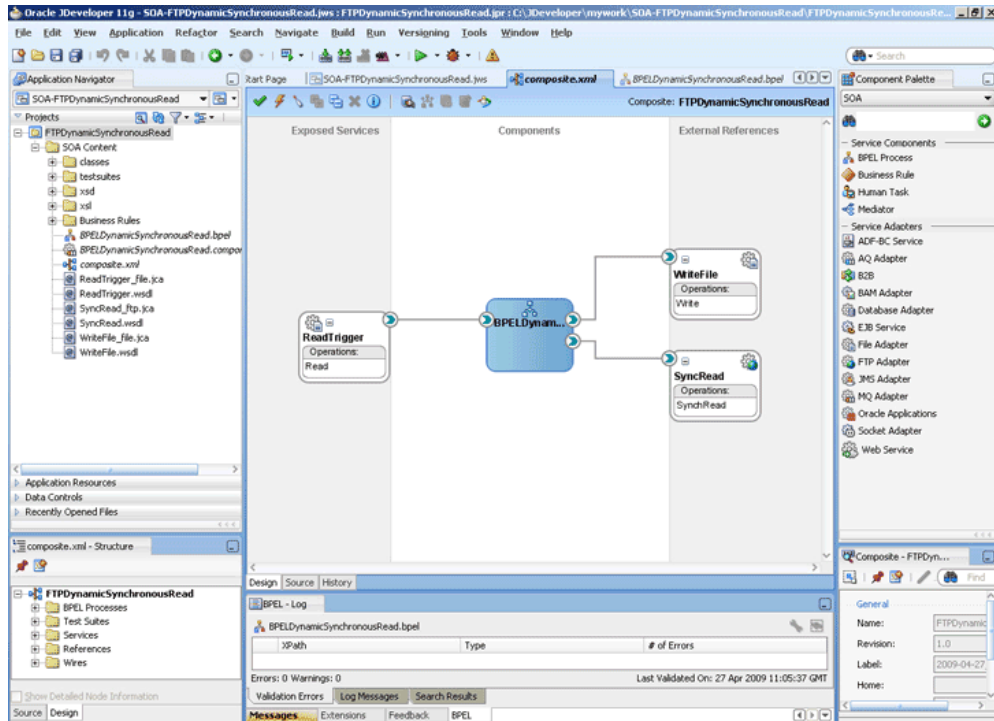 Oracle JDeveloper 11g - SOA-FTPDynamicSynchronousRead.jws : FTPDynamicSynchronousRead.jpr : C:\JDeveloper\mywork\SOA-FTPDynamicSynchronousRead\FTPDynamicSynchronousRe...
File Edit View Application Refactor Search Navigate Build Run Versioning Tools Window Help
Search
Application Navigator
SOA-FTPDynamicSynchronousRead
Projects
FTPDynamicSynchronousRead
SOA Content
classes
testsuites
xsd
xsl
Business Rules
BPELDynamicSynchronousRead.bpel
BPELDynamicSynchronousRead.compor
composite.xml
ReadTrigger_file.jca
ReadTrigger.wsdl
SyncRead_ftp.jca
SyncRead.wsdl
WriteFile_file.jca
WriteFile.wsdl
Application Resources
Data Controls
Recently Opened Files
composite.xml - Structure
FTPDynamicSynchronousRead
BPEL Processes
Test Suites
Services
References
Wires
Show Detailed Node Information
Source Design
tart Page SOA-FTPDynamicSynchronousRead.jws composite.xml BPELDynamicSynchronousRead.bpel
Composite: FTPDynamicSynchronousRead
Exposed Services Components External References
ReadTrigger
Operations:
Read
BPELDynam...
WriteFile
Operations:
Write
SyncRead
Operations:
SynchRead
Design Source History
BPEL - Log
BPELDynamicSynchronousRead.bpel
XPath Type # of Errors
Errors: 0 Warnings: 0 Last Validated On: 27 Apr 2009 11:05:37 GMT
Validation Errors Log Messages Search Results
Messages Extensions Feedback BPEL
Component Palette
SOA
Service Components
BPEL Process
Business Rule
Human Task
Mediator
Service Adapters
ADF-BC Service
AQ Adapter
B2B
BAM Adapter
Database Adapter
EJB Service
File Adapter
FTP Adapter
JMS Adapter
MQ Adapter
Oracle Applications
Socket Adapter
Web Service
Composite - FTPDyn...
Find
General
Name: FTPDynamic
Revision: 1.0
Label: 2009-04-27_
Home: